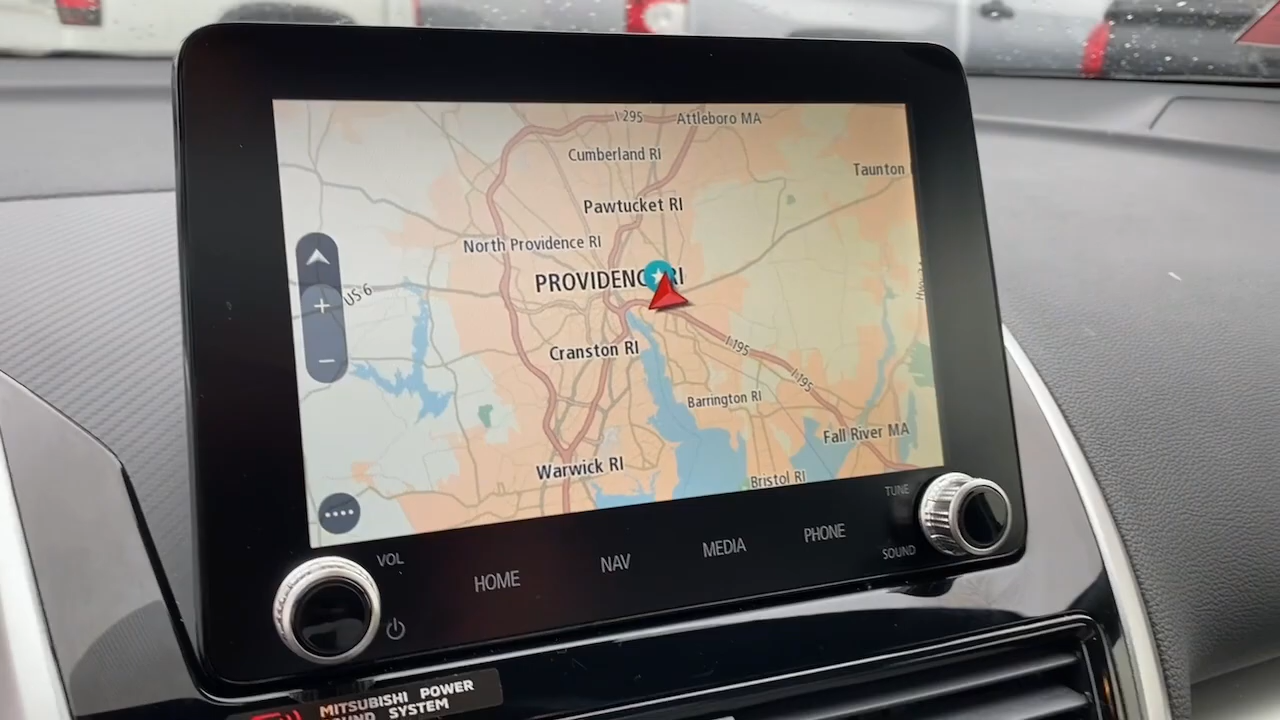 I 295
Attleboro MA
Cumberland RI
Taunton
Pawtucket RI
North Providence RI
PROVIDENC RI
US-6
+
−
I 195
Cranston RI
I 195
Barrington RI
Fall River MA
Warwick RI
Bristol RI
TUNE
VOL
HOME
NAV
MEDIA
PHONE
SOUND
MITSUBISHI POWER
SOUND SYSTEM